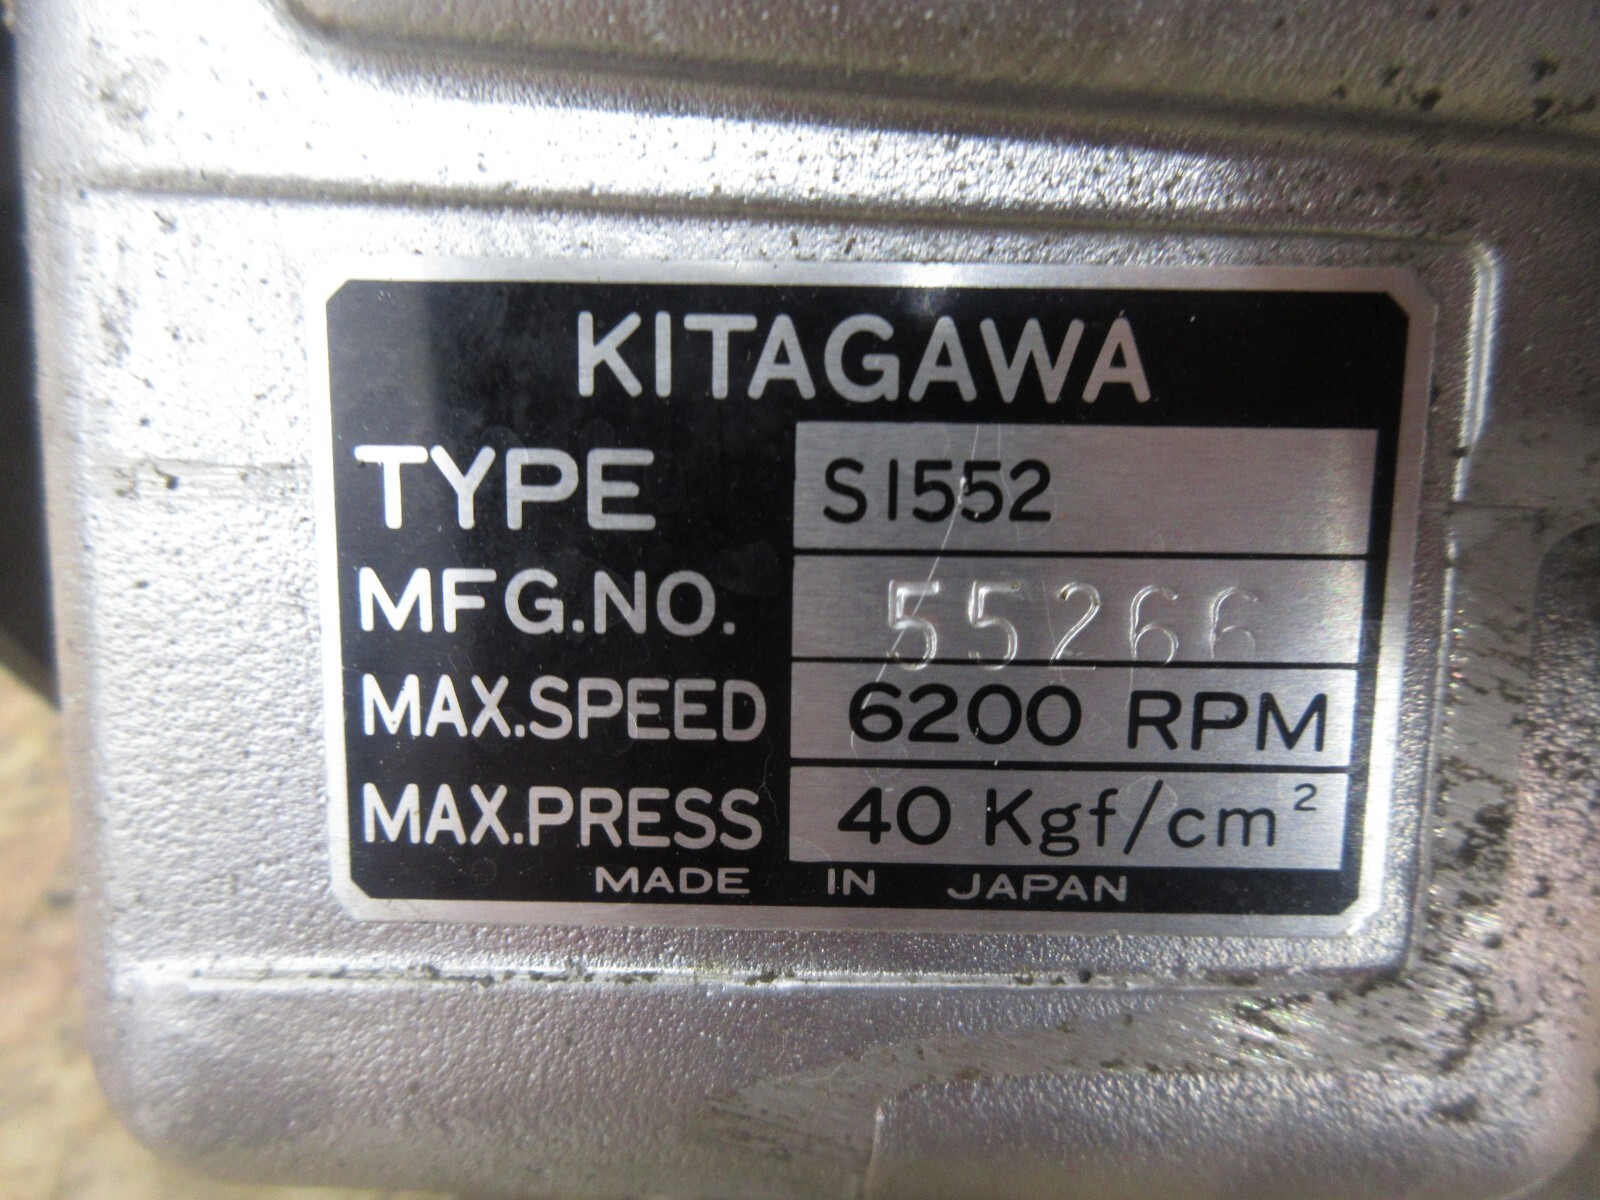 KITAGAWA
TYPE S1552
MFG.NO. 55266
MAX.SPEED 6200 RPM
MAX.PRESS 40 Kgf/cm²
MADE IN JAPAN